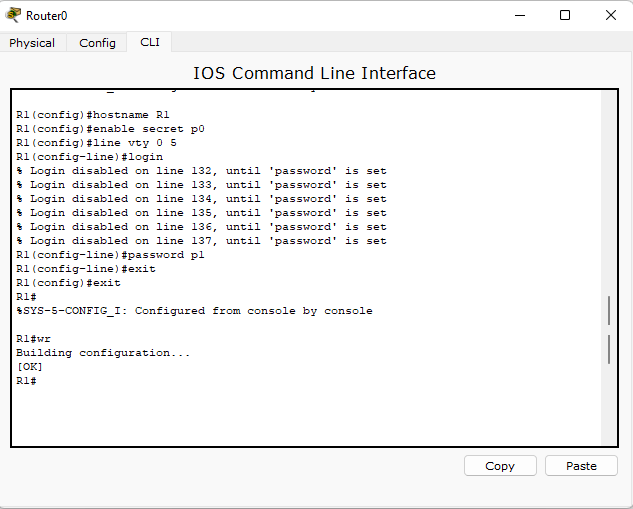 Router0
Physical Config CLI
IOS Command Line Interface
R1(config)#hostname R1
R1(config)#enable secret p0
R1(config)#line vty 0 5
R1(config-line)#login
% Login disabled on line 132, until 'password' is set
% Login disabled on line 133, until 'password' is set
% Login disabled on line 134, until 'password' is set
% Login disabled on line 135, until 'password' is set
% Login disabled on line 136, until 'password' is set
% Login disabled on line 137, until 'password' is set
R1(config-line)#password p1
R1(config-line)#exit
R1(config)#exit
R1#
%SYS-5-CONFIG_I: Configured from console by console
R1#wr
Building configuration...
[OK]
R1#
Copy Paste